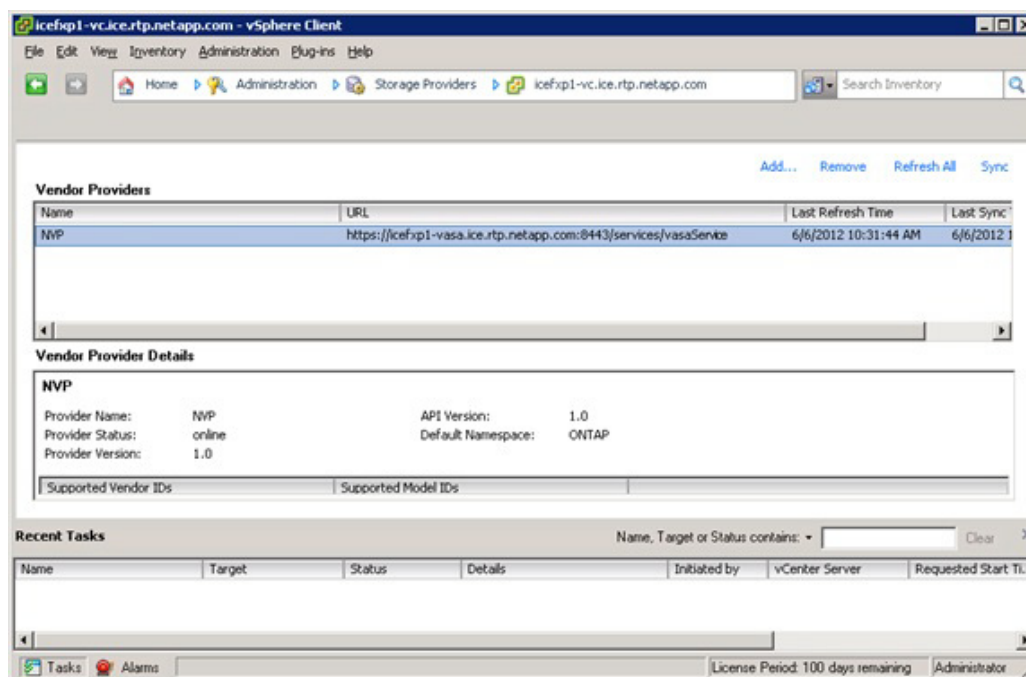 icefxp1-vc.ice.rtp.netapp.com - vSphere Client
File Edit View Inventory Administration Plug-ins Help
Home Administration Storage Providers icefxp1-vc.ice.rtp.netapp.com Search Inventory
Add... Remove Refresh All Sync
Vendor Providers
Name URL Last Refresh Time Last Sync
NVP https://icefxp1-vasa.ice.rtp.netapp.com:8443/services/vasaService 6/6/2012 10:31:44 AM 6/6/2012 1
Vendor Provider Details
NVP
Provider Name: NVP API Version: 1.0
Provider Status: online Default Namespace: ONTAP
Provider Version: 1.0
Supported Vendor IDs Supported Model IDs
Recent Tasks Name, Target or Status contains: Clear
Name Target Status Details Initiated by vCenter Server Requested Start Ti...
Tasks Alarms License Period: 100 days remaining Administrator